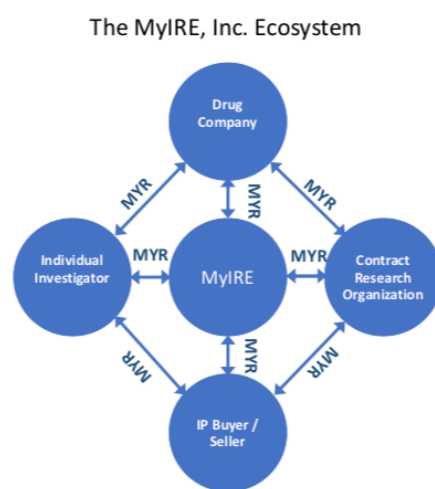 The MyIRE, Inc. Ecosystem
Drug
Company
MYR
MYR
MYR
Individual
Investigator
MYR
MyIRE
MYR
Contract
Research
Organization
MYR
MYR
MYR
IP Buyer /
Seller